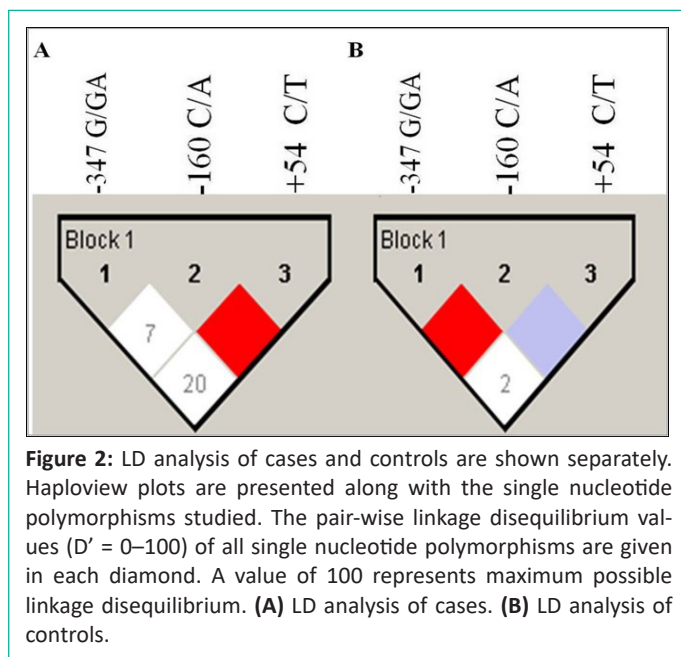 A
B
-347 G/GA
-160 C/A
+54 C/T
-347 G/GA
-160 C/A
+54 C/T
Block 1
1 2 3
7
20
Block 1
1 2 3
2
Figure 2: LD analysis of cases and controls are shown separately.
Haploview plots are presented along with the single nucleotide
polymorphisms studied. The pair-wise linkage disequilibrium val-
ues (D’ = 0–100) of all single nucleotide polymorphisms are given
in each diamond. A value of 100 represents maximum possible
linkage disequilibrium. (A) LD analysis of cases. (B) LD analysis of
controls.